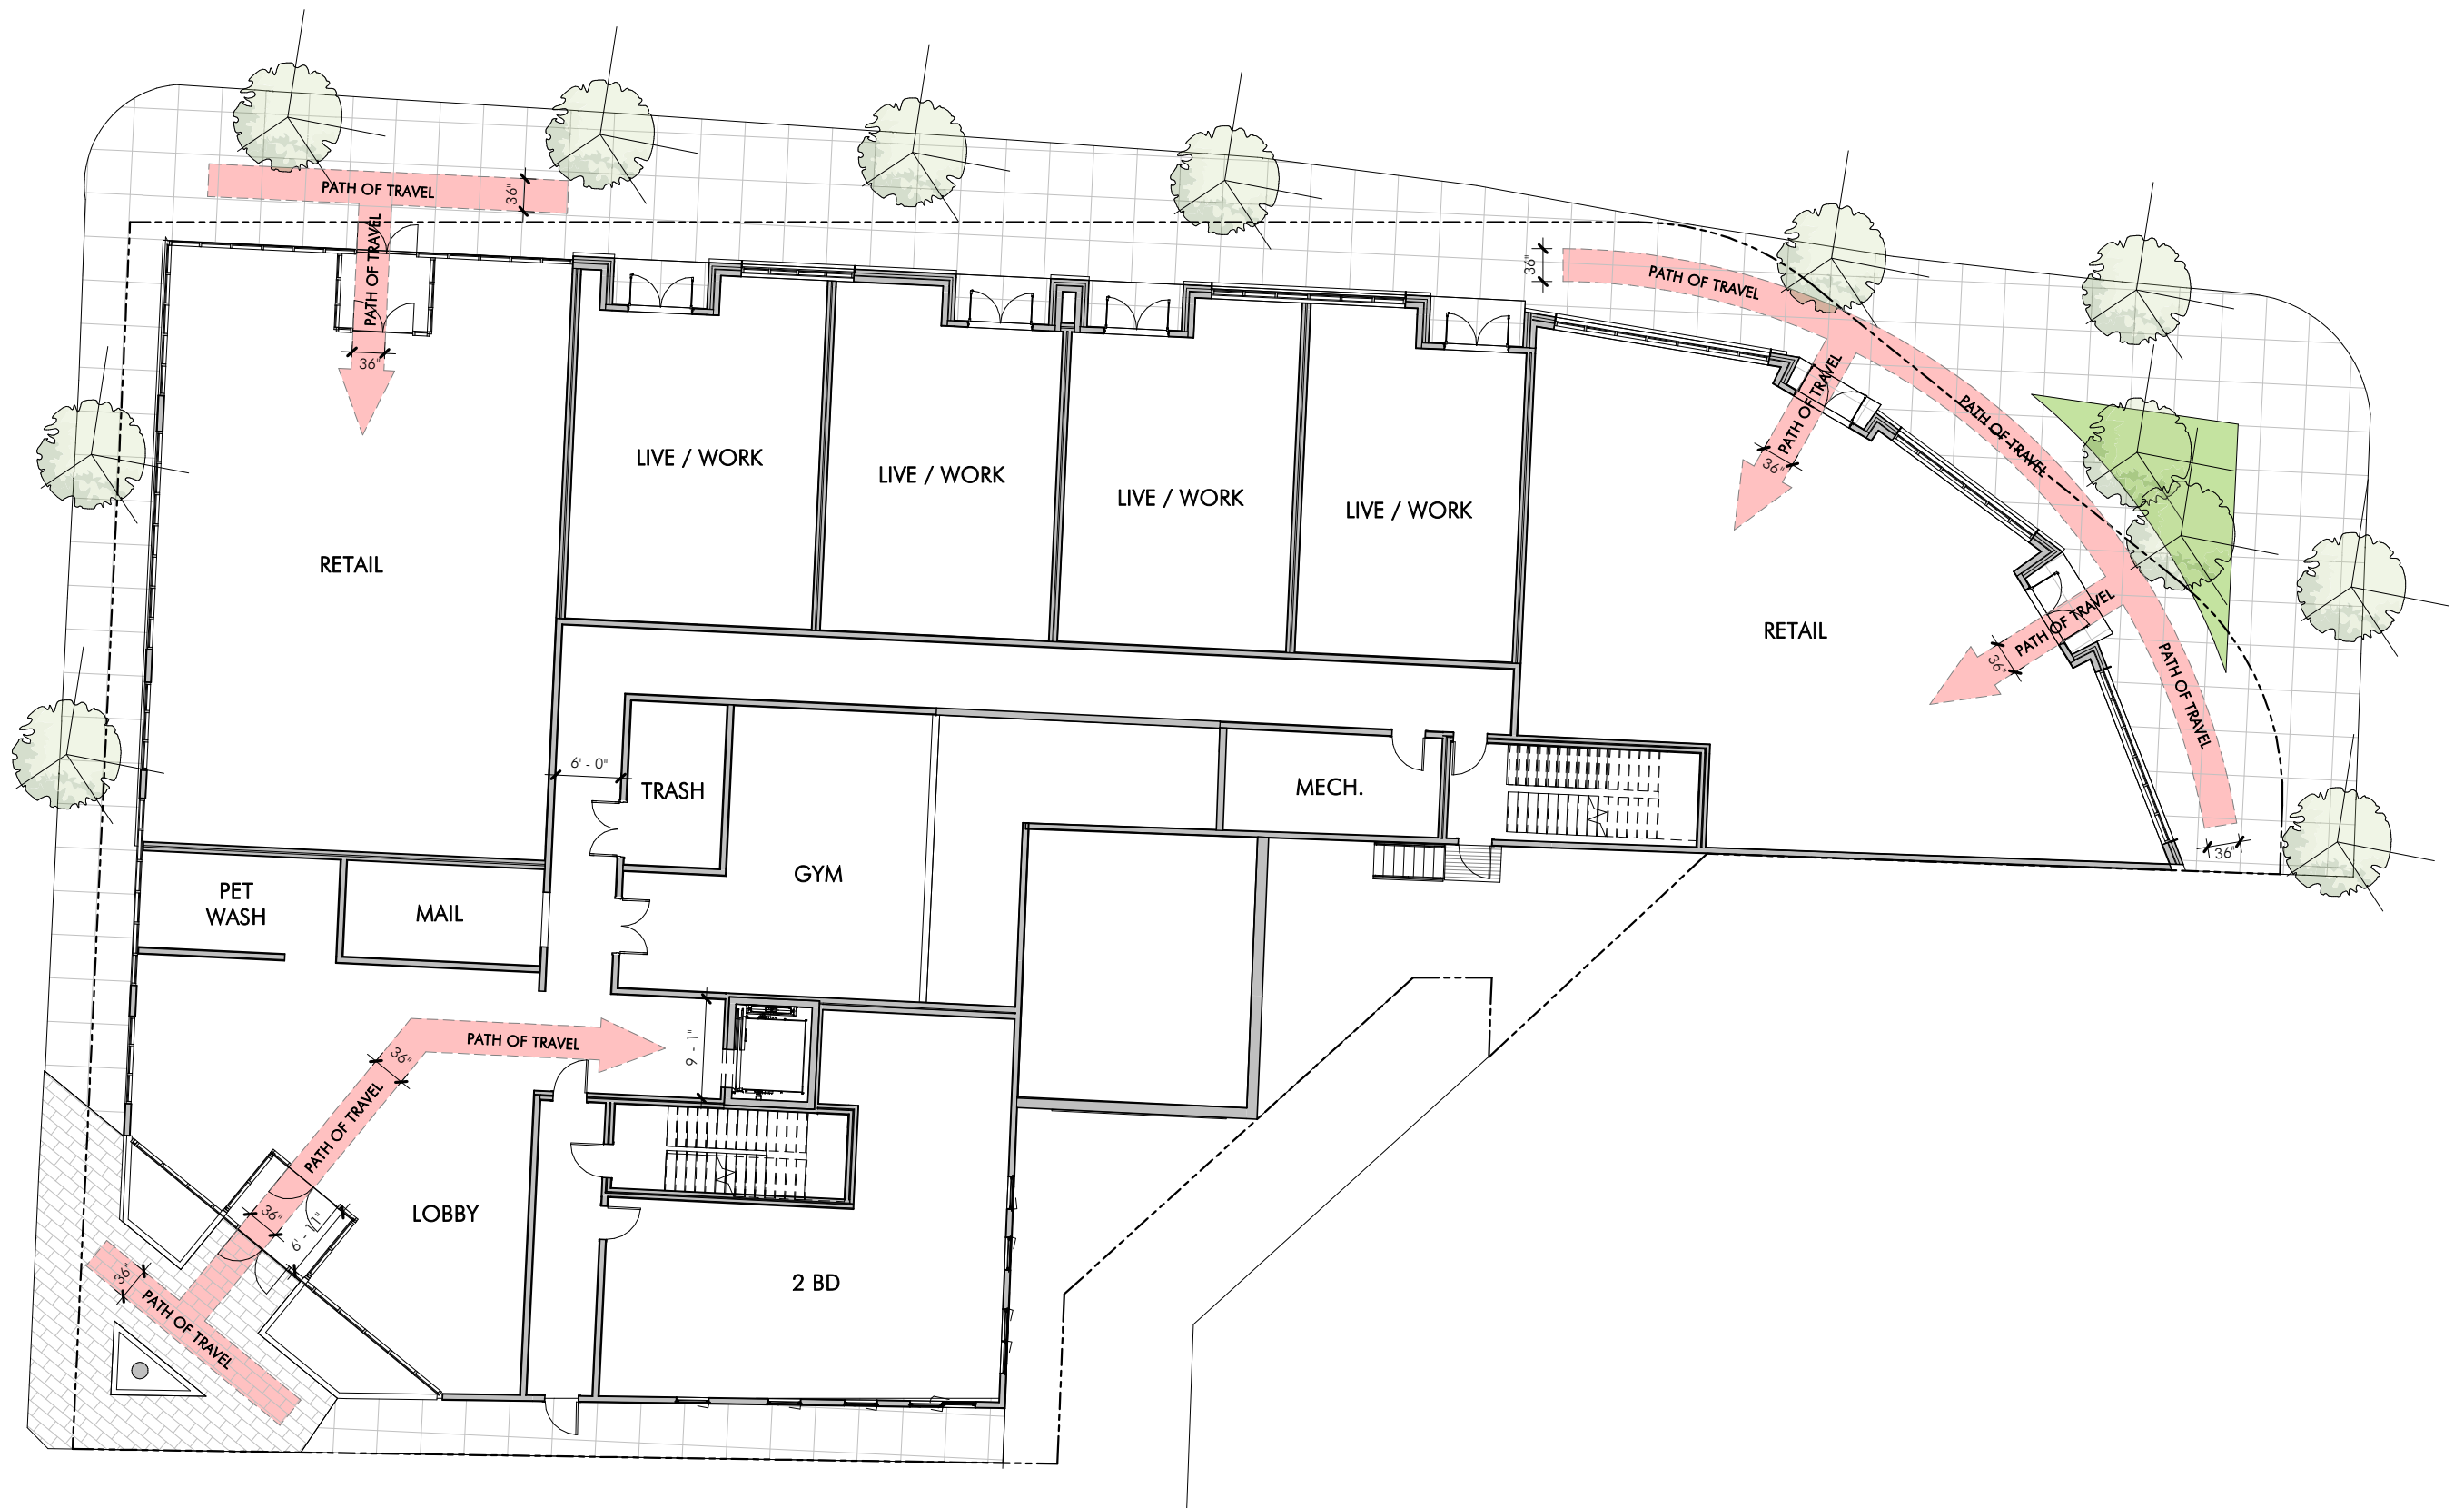 PATH OF TRAVEL
36"
PATH OF TRAVEL
36"
36"
PATH OF TRAVEL
PATH OF TRAVEL
36"
PATH OF TRAVEL
PATH OF TRAVEL
36"
PATH OF TRAVEL
36"
LIVE / WORK
LIVE / WORK
LIVE / WORK
LIVE / WORK
RETAIL
RETAIL
6' - 0"
TRASH
MECH.
GYM
PET
WASH
MAIL
PATH OF TRAVEL
9' - 1"
36"
PATH OF TRAVEL
36"
6' - 11"
LOBBY
36"
PATH OF TRAVEL
2 BD